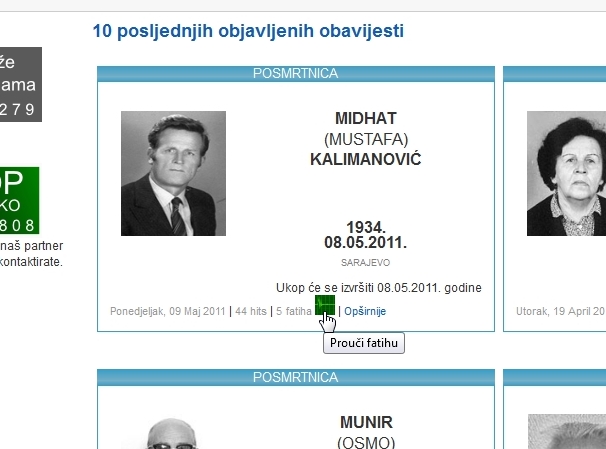 10 posljednjih objavljenih obavijesti
že
ama
2 7 9
OP
KO
8 0 8
naš partner
kontaktirate.
POSMRTNICA
MIDHAT
(MUSTAFA)
KALIMANOVIĆ
1934.
08.05.2011.
SARAJEVO
Ukop će se izvršiti 08.05.2011. godine
Ponedjeljak, 09 Maj 2011 | 44 hits | 5 fatiha | Opširnije
Prouči fatihu
Utorak, 19 April 20
POSMRTNICA
MUNIR
(OSMO)